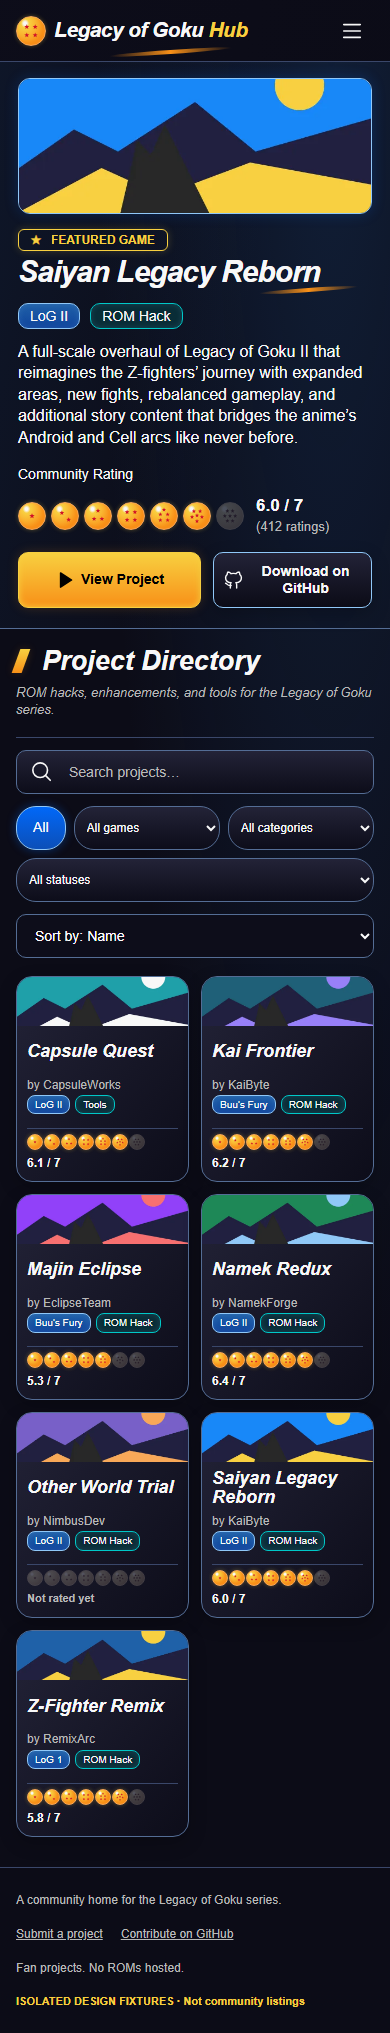 Legacy of Goku Hub
FEATURED GAME
Saiyan Legacy Reborn
LoG II
ROM Hack
A full-scale overhaul of Legacy of Goku II that
reimagines the Z-fighters’ journey with expanded
areas, new fights, rebalanced gameplay, and
additional story content that bridges the anime’s
Android and Cell arcs like never before.
Community Rating
6.0 / 7
(412 ratings)
View Project
Download on
GitHub
Project Directory
ROM hacks, enhancements, and tools for the Legacy of Goku
series.
Search projects…
All
All games
All categories
All statuses
Sort by: Name
Capsule Quest
by CapsuleWorks
LoG II
Tools
6.1 / 7
Kai Frontier
by KaiByte
Buu's Fury
ROM Hack
6.2 / 7
Majin Eclipse
by EclipseTeam
Buu's Fury
ROM Hack
5.3 / 7
Namek Redux
by NamekForge
LoG II
ROM Hack
6.4 / 7
Other World Trial
by NimbusDev
LoG II
ROM Hack
Not rated yet
Saiyan Legacy
Reborn
by KaiByte
LoG II
ROM Hack
6.0 / 7
Z-Fighter Remix
by RemixArc
LoG 1
ROM Hack
5.8 / 7
A community home for the Legacy of Goku series.
Submit a project
Contribute on GitHub
Fan projects. No ROMs hosted.
ISOLATED DESIGN FIXTURES · Not community listings